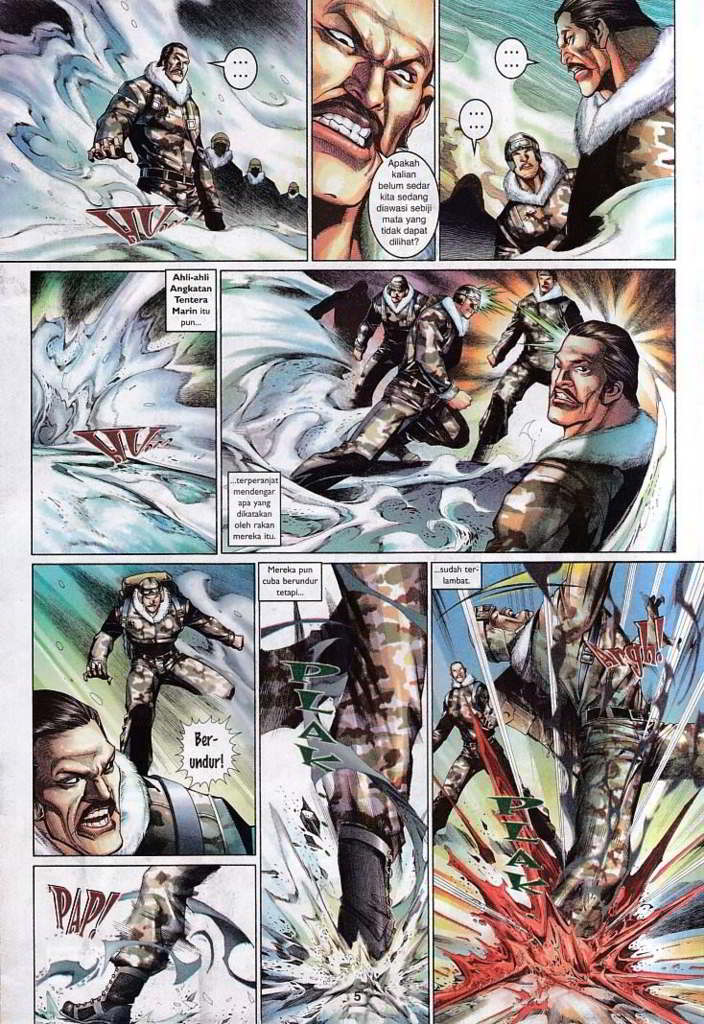 ... ...
HU...
Apakah
kalian
belum sedar
kita sedang
diawasi sebiji
mata yang
tidak dapat
dilihat?
... ...
... ...
Ahli-ahli
Angkatan
Tentera
Marin itu
pun...
HU...
...terperanjat
mendengar
apa yang
dikatakan
oleh rakan
mereka itu.
Ber-
undur!
PAP!
Mereka pun
cuba berundur
tetapi...
PIAK
5
...sudah ter-
lambat.
Argh!
PIAK